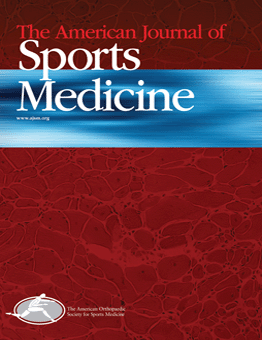 The American Journal of
Sports
Medicine
www.ajsm.org
The American Orthopaedic
Society for Sports Medicine